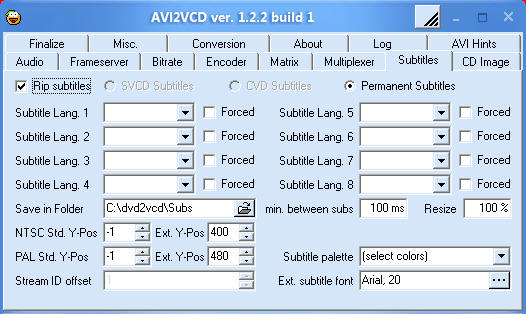 AVI2VCD ver. 1.2.2 build 1
Finalize Misc. Conversion About Log AVI Hints
Audio Frameserver Bitrate Encoder Matrix Multiplexer Subtitles CD Image
Rip subtitles SVCD Subtitles CVD Subtitles Permanent Subtitles
Subtitle Lang. 1 Forced Subtitle Lang. 5 Forced
Subtitle Lang. 2 Forced Subtitle Lang. 6 Forced
Subtitle Lang. 3 Forced Subtitle Lang. 7 Forced
Subtitle Lang. 4 Forced Subtitle Lang. 8 Forced
Save in Folder C:\dvd2vcd\Subs min. between subs 100 ms Resize 100 %
NTSC Std. Y-Pos -1 Ext. Y-Pos 400
PAL Std. Y-Pos -1 Ext. Y-Pos 480 Subtitle palette (select colors)
Stream ID offset 1 Ext. subtitle font Arial, 20 ...